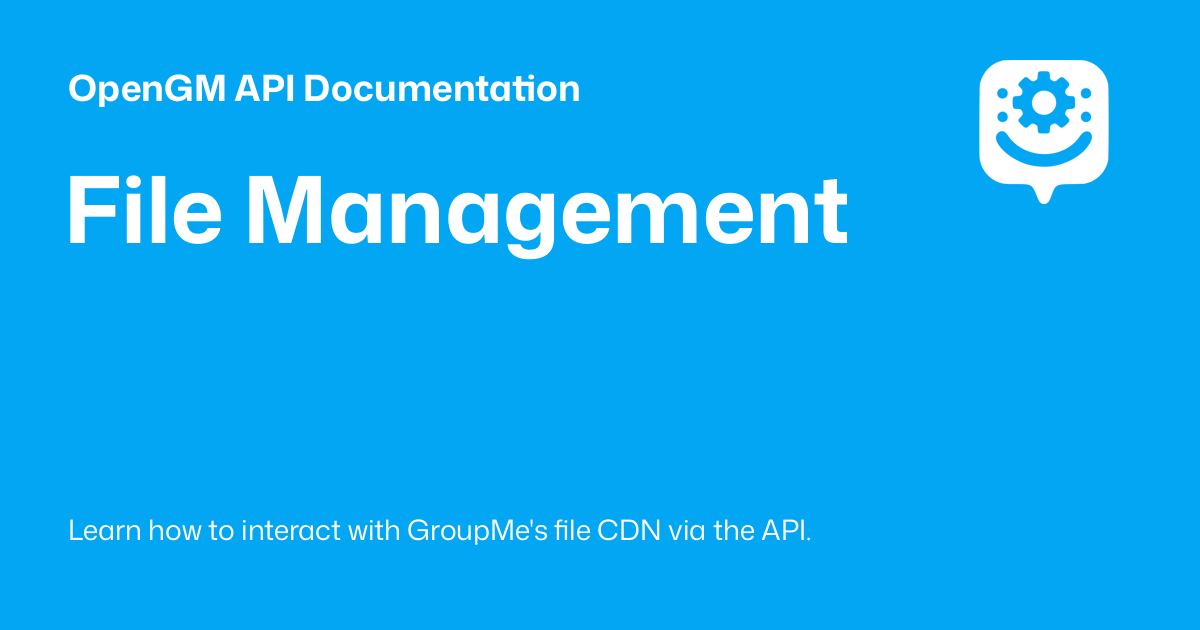 OpenGM API Documentation
File Management
Learn how to interact with GroupMe's file CDN via the API.